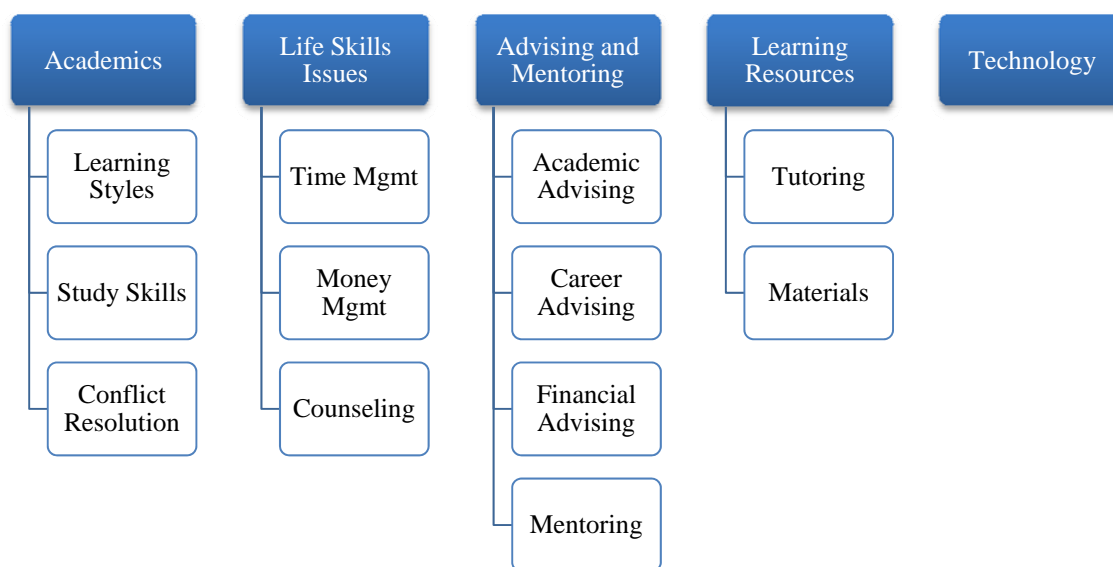 Academics
Learning
Styles
Study Skills
Conflict
Resolution
Life Skills
Issues
Time Mgmt
Money
Mgmt
Counseling
Advising and
Mentoring
Academic
Advising
Career
Advising
Financial
Advising
Mentoring
Learning
Resources
Tutoring
Materials
Technology